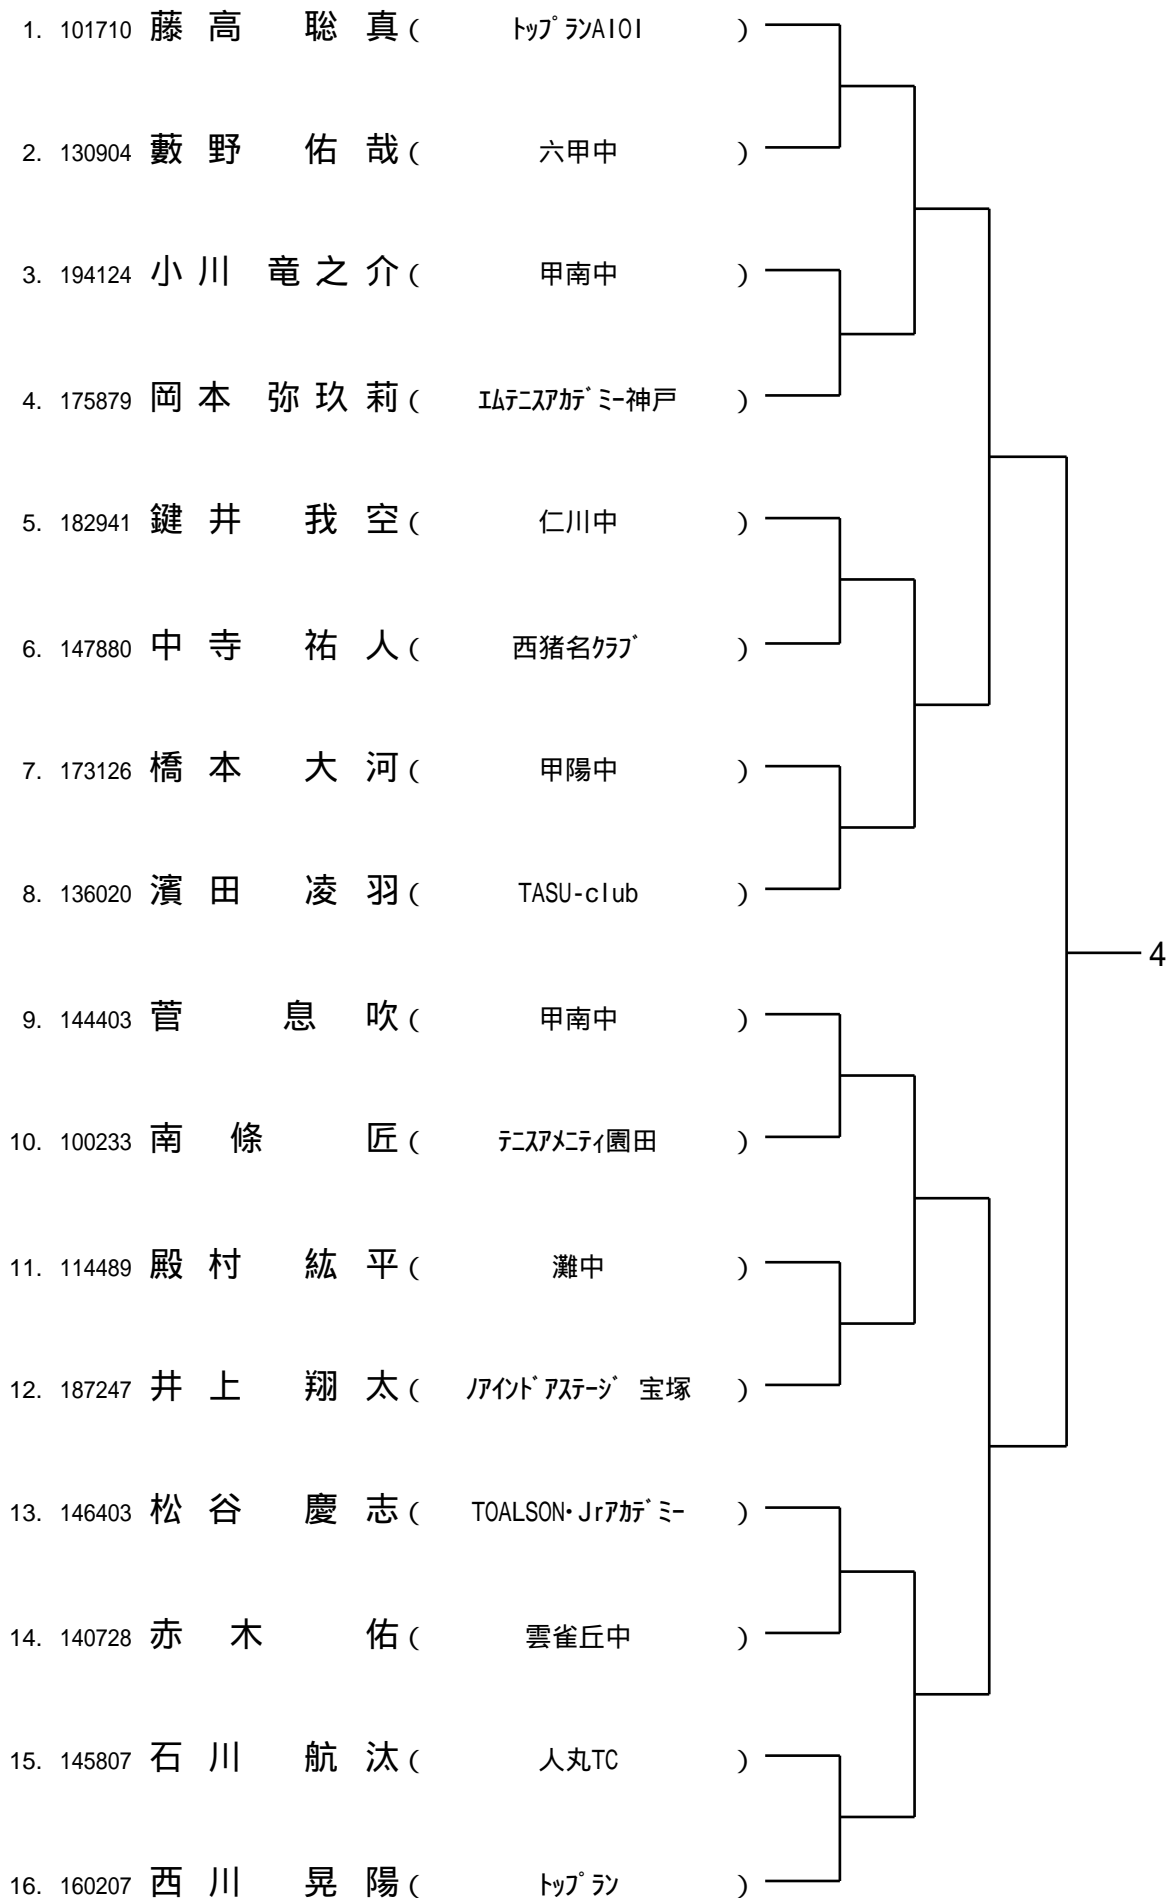 1. 101710 藤高 聡真 ( トップランAIOI )
2. 130904 藪野 佑哉 ( 六甲中 )
3. 194124 小川 竜之介 ( 甲南中 )
4. 175879 岡本 弥玖莉 ( エムテニスアカデミー神戸 )
5. 182941 鍵井 我空 ( 仁川中 )
6. 147880 中寺 祐人 ( 西猪名クラブ )
7. 173126 橋本 大河 ( 甲陽中 )
8. 136020 濱田 凌羽 ( TASU-club )
4
9. 144403 菅 息吹 ( 甲南中 )
10. 100233 南條 匠 ( テニスアメニティ園田 )
11. 114489 殿村 紘平 ( 灘中 )
12. 187247 井上 翔太 ( ノアインドアステージ 宝塚 )
13. 146403 松谷 慶志 ( TOALSON・Jrアカデミー )
14. 140728 赤木 佑 ( 雲雀丘中 )
15. 145807 石川 航汰 ( 人丸TC )
16. 160207 西川 晃陽 ( トップラン )